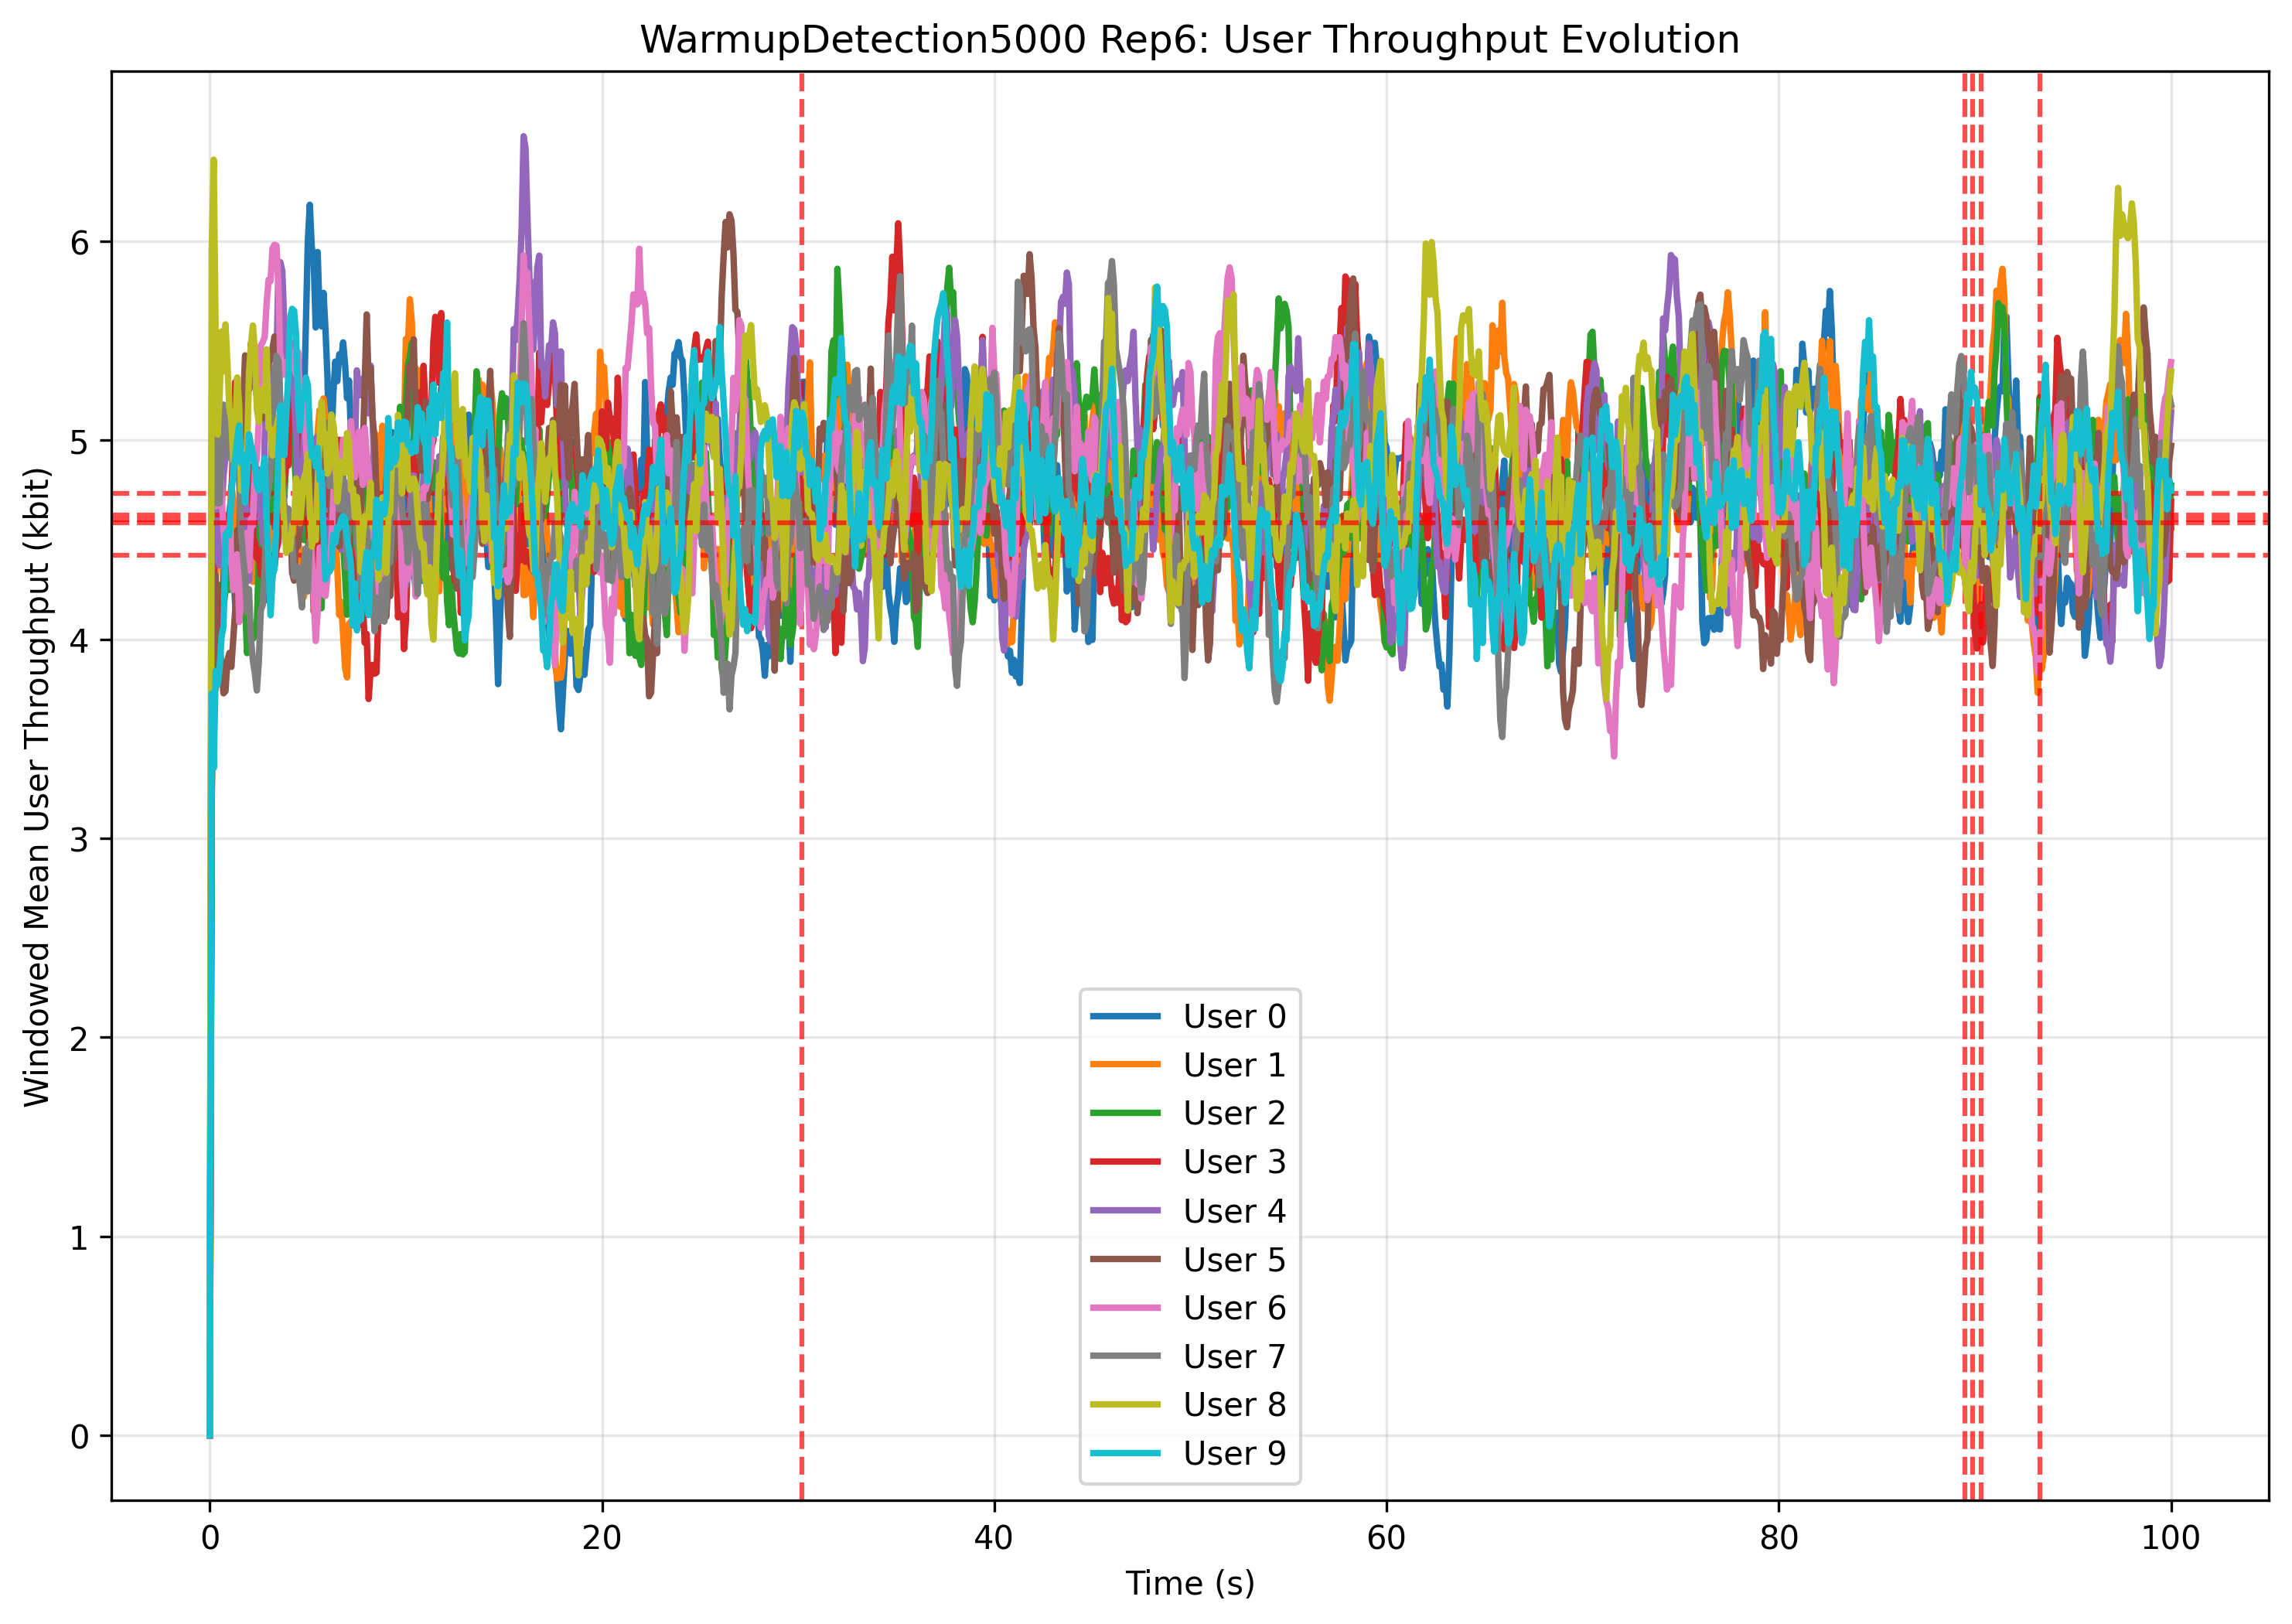 WarmupDetection5000 Rep6: User Throughput Evolution
Windowed Mean User Throughput (kbit)
6
5
4
3
2
1
0
User 0
User 1
User 2
User 3
User 4
User 5
User 6
User 7
User 8
User 9
0 20 40 60 80 100
Time (s)